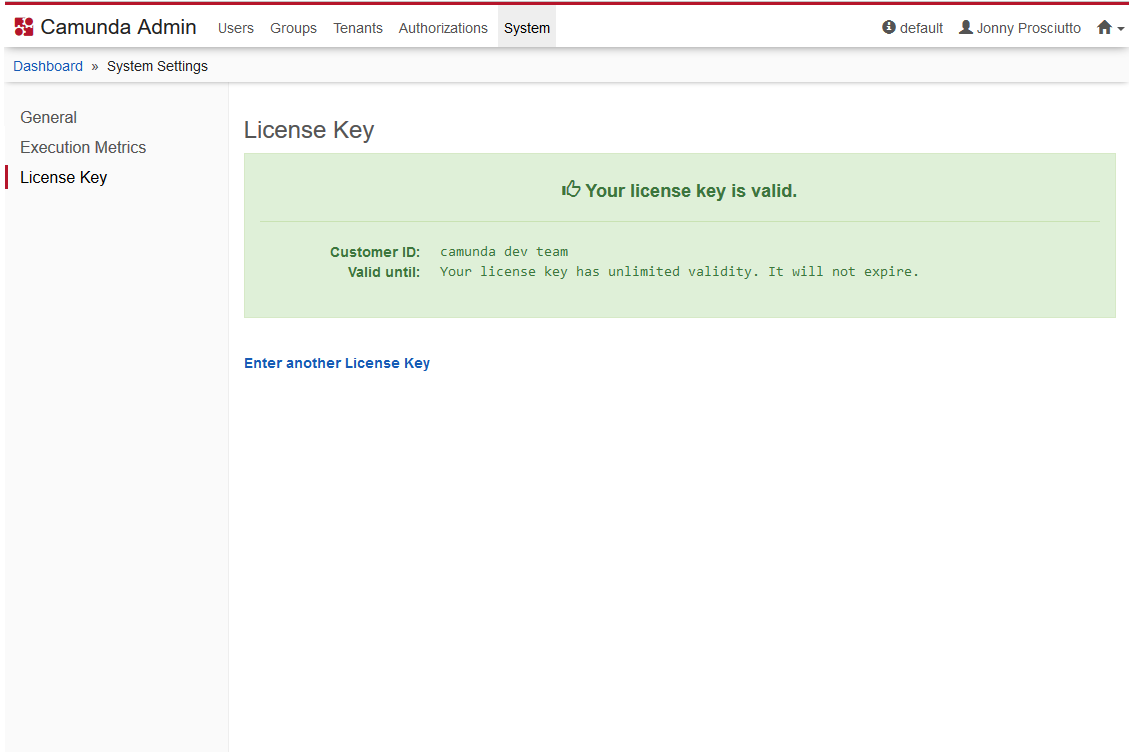 Camunda Admin Users Groups Tenants Authorizations System default Jonny Prosciutto
Dashboard » System Settings
General
Execution Metrics
License Key
License Key
Your license key is valid.
Customer ID: camunda dev team
Valid until: Your license key has unlimited validity. It will not expire.
Enter another License Key